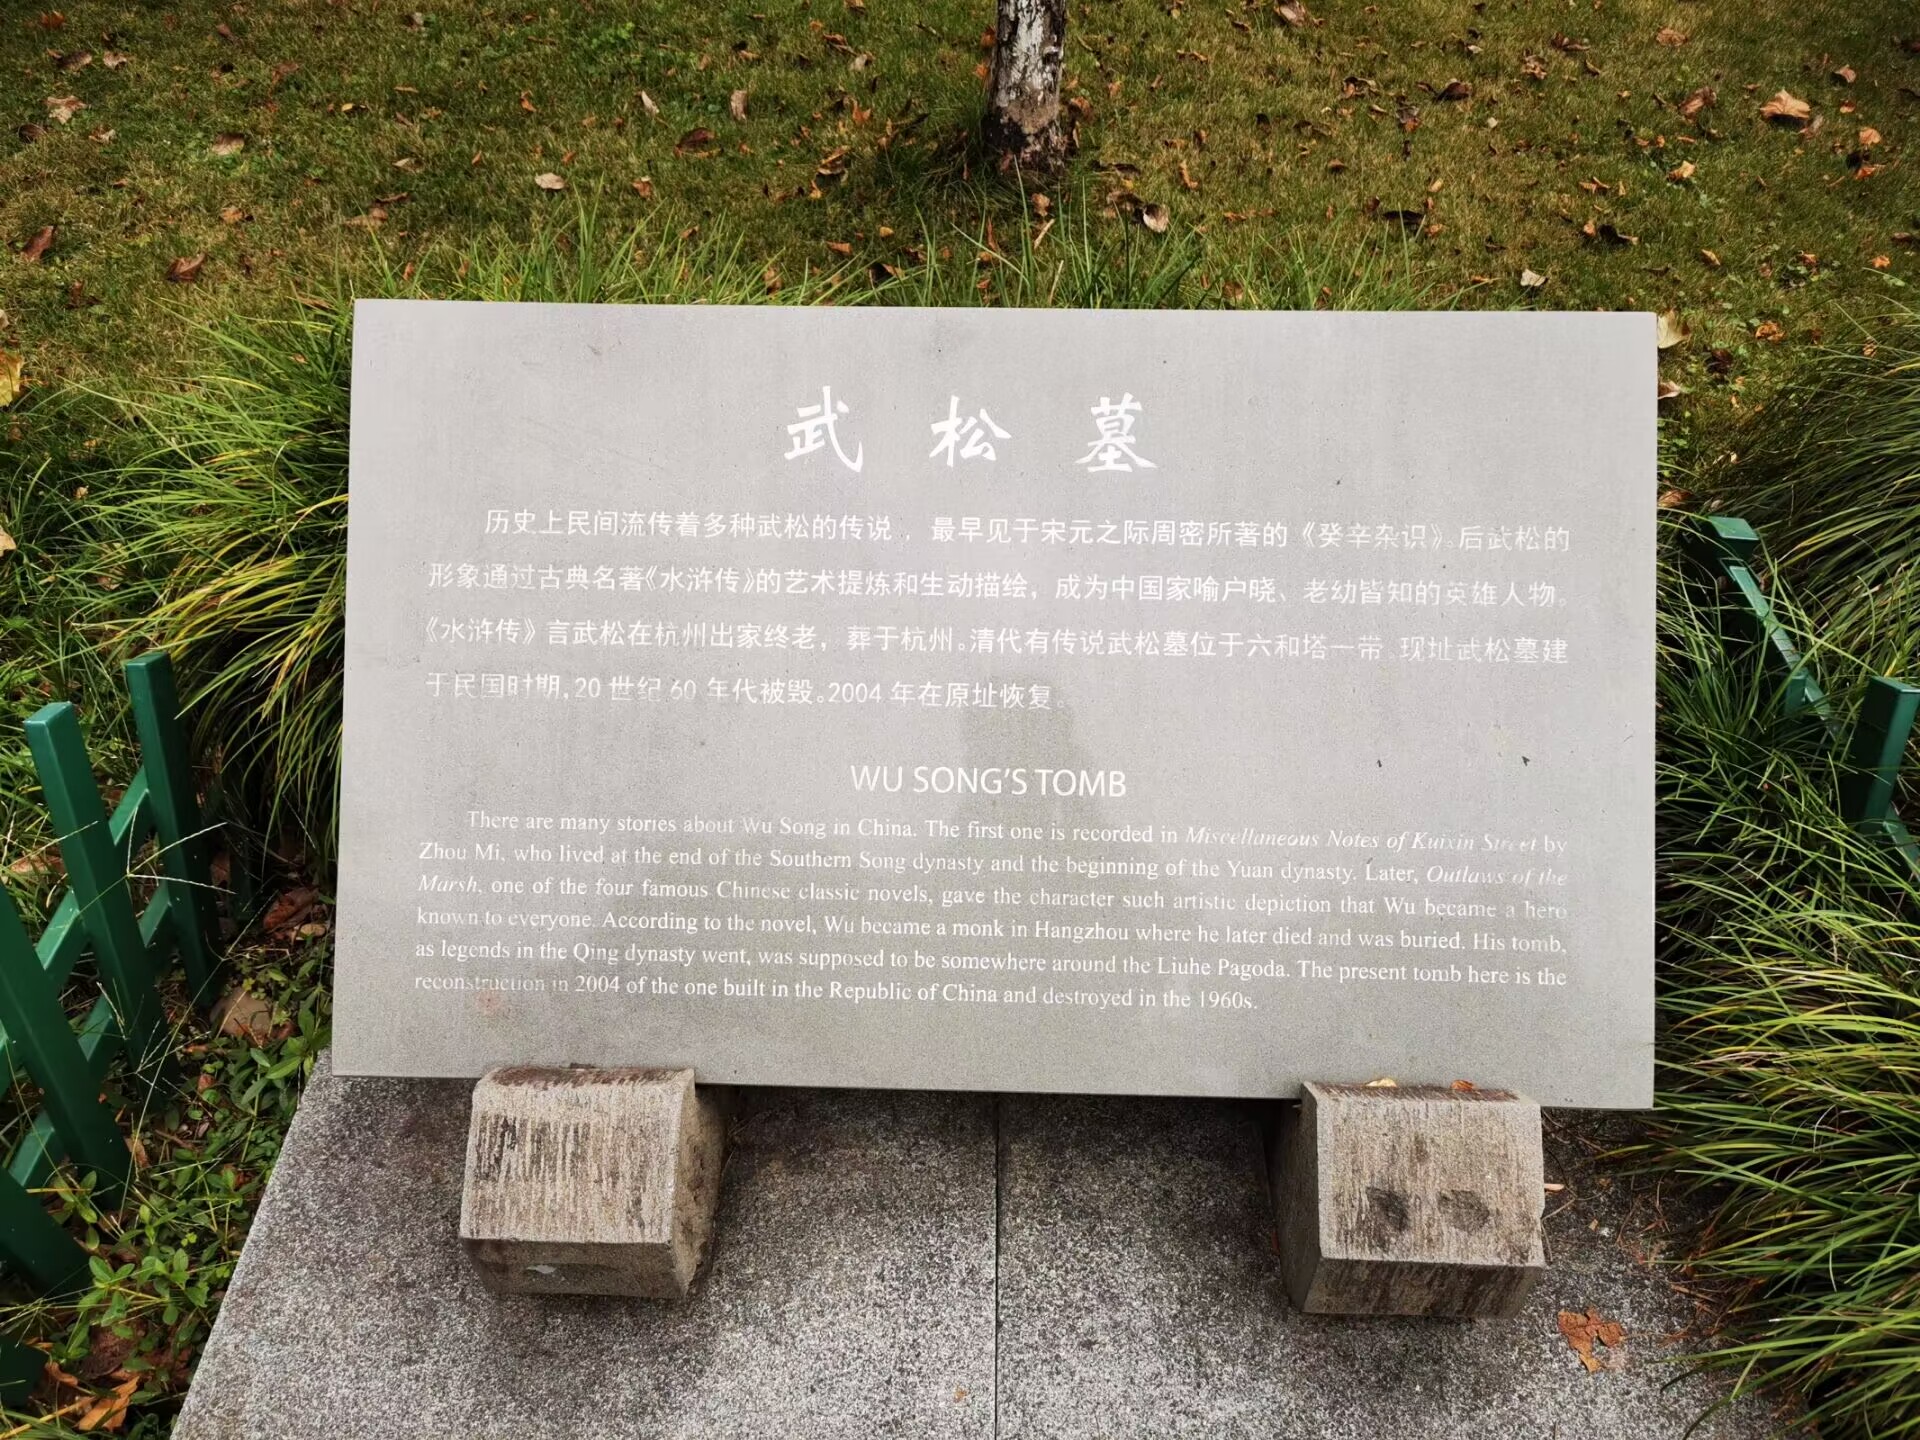 武松墓
历史上民间流传着多种武松的传说，最早见于宋元之际周密所著的《癸辛杂识》。后武松的
形象通过古典名著《水浒传》的艺术提炼和生动描绘，成为中国家喻户晓、老幼皆知的英雄人物。
《水浒传》言武松在杭州出家终老，葬于杭州。清代有传说武松墓位于六和塔一带。现址武松墓建
于民国时期，20世纪60年代被毁。2004年在原址恢复。
WU SONG'S TOMB
There are many stories about Wu Song in China. The first one is recorded in Miscellaneous Notes of Kuixin Street by
Zhou Mi, who lived at the end of the Southern Song dynasty and the beginning of the Yuan dynasty. Later, Outlaws of the
Marsh, one of the four famous Chinese classic novels, gave the character such artistic depiction that Wu became a hero
known to everyone. According to the novel, Wu became a monk in Hangzhou where he later died and was buried. His tomb,
as legends in the Qing dynasty went, was supposed to be somewhere around the Liuhe Pagoda. The present tomb here is the
reconstruction in 2004 of the one built in the Republic of China and destroyed in the 1960s.